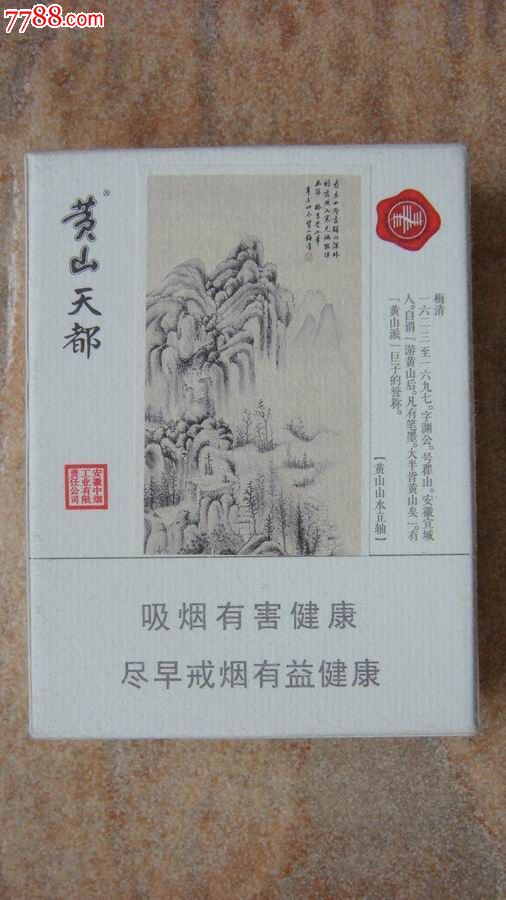 7788.com
黄山天都®
梅清
一六二三至一六九七。字渊公。号瞿山。安徽宣城
人。自谓「游黄山后。凡有笔墨。大半皆黄山矣」。有
「黄山派」巨子的誉称。
【黄山山水立轴】
安徽中烟
工业有限
责任公司
吸烟有害健康
尽早戒烟有益健康